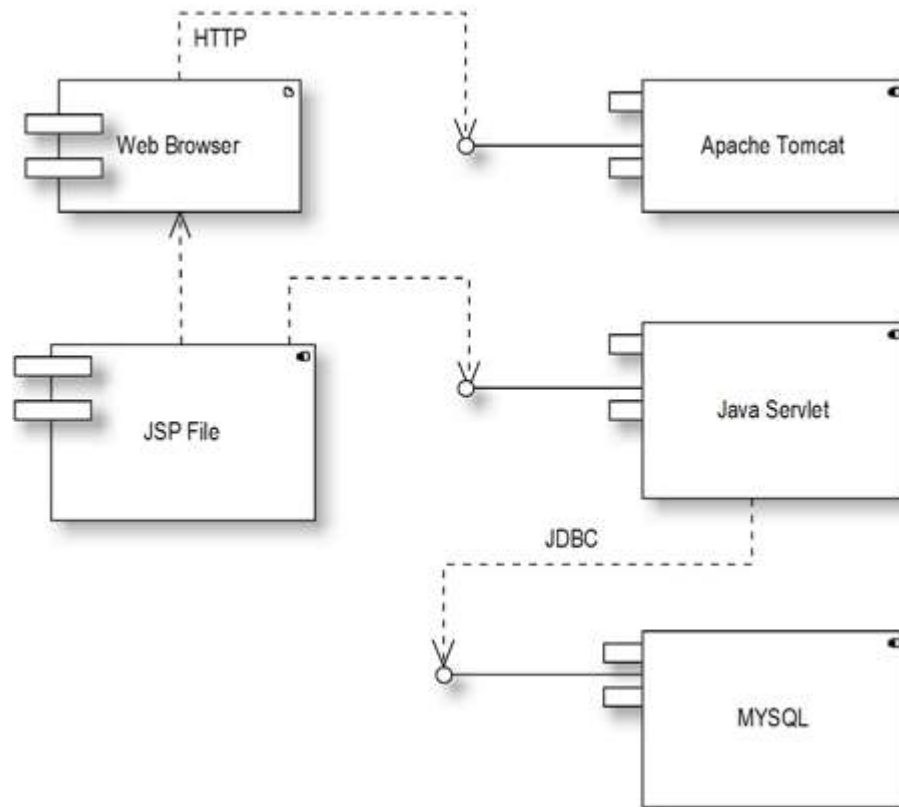 HTTP
Web Browser
Apache Tomcat
JSP File
Java Servlet
JDBC
MYSQL